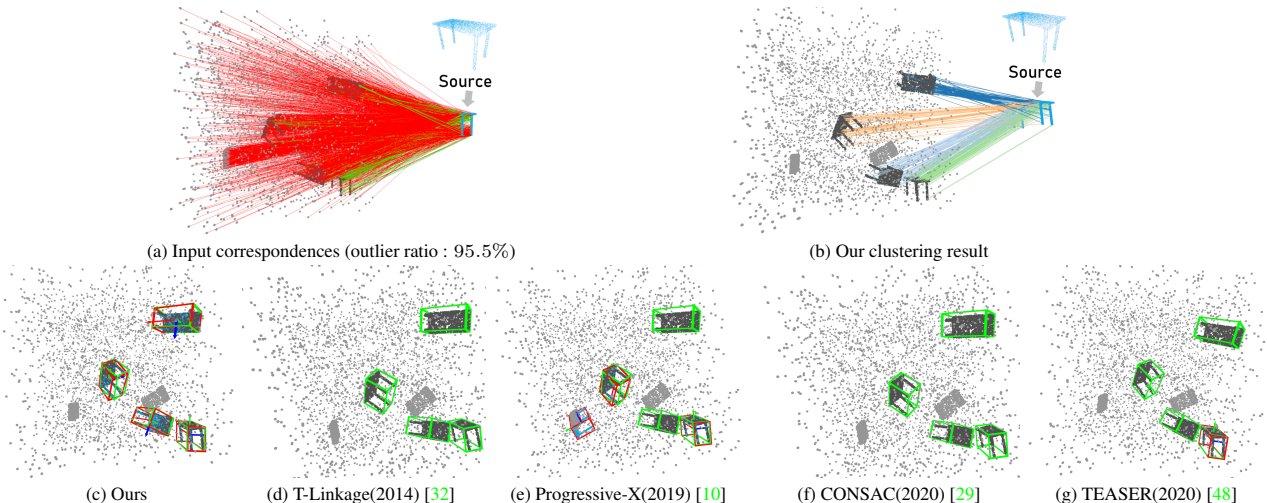 Source
Source
(a) Input correspondences (outlier ratio : 95.5%)
(b) Our clustering result
(c) Ours
(d) T-Linkage(2014) [32]
(e) Progressive-X(2019) [10]
(f) CONSAC(2020) [29]
(g) TEASER(2020) [48]